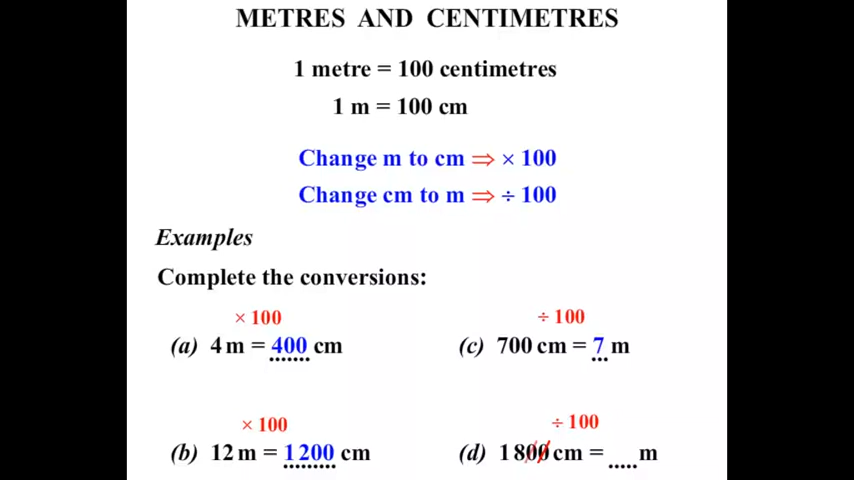 METRES AND CENTIMETRES
1 metre = 100 centimetres
1 m = 100 cm
Change m to cm ⇒ × 100
Change cm to m ⇒ ÷ 100
Examples
Complete the conversions:
× 100
(a) 4 m = 400 cm
÷ 100
(c) 700 cm = 7 m
× 100
(b) 12 m = 1 200 cm
÷ 100
(d) 1 800 cm = ..... m